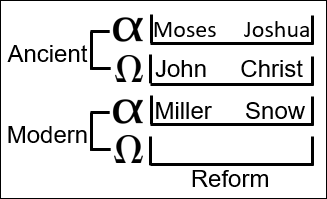 Ancient α Moses Joshua
Ω John Christ
Modern α Miller Snow
Ω
Reform